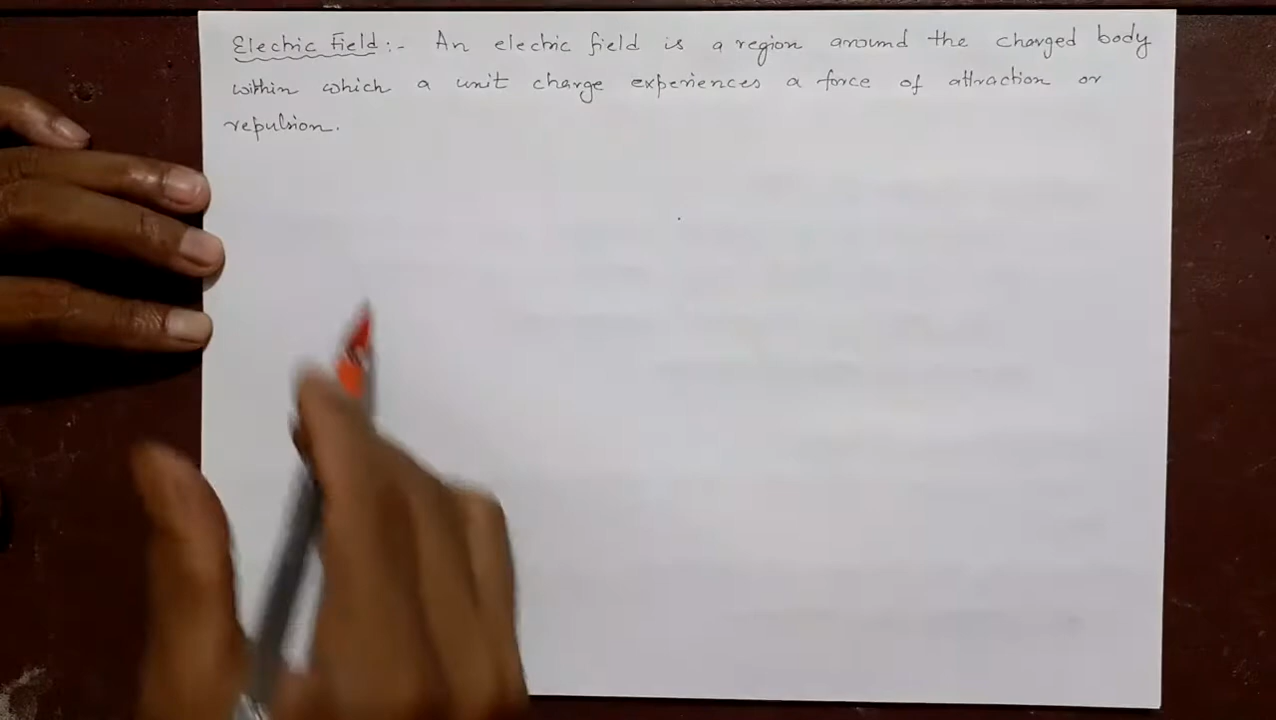 Electric Field :- An electric field is a region around the charged body
within which a unit charge experiences a force of attraction or
repulsion.